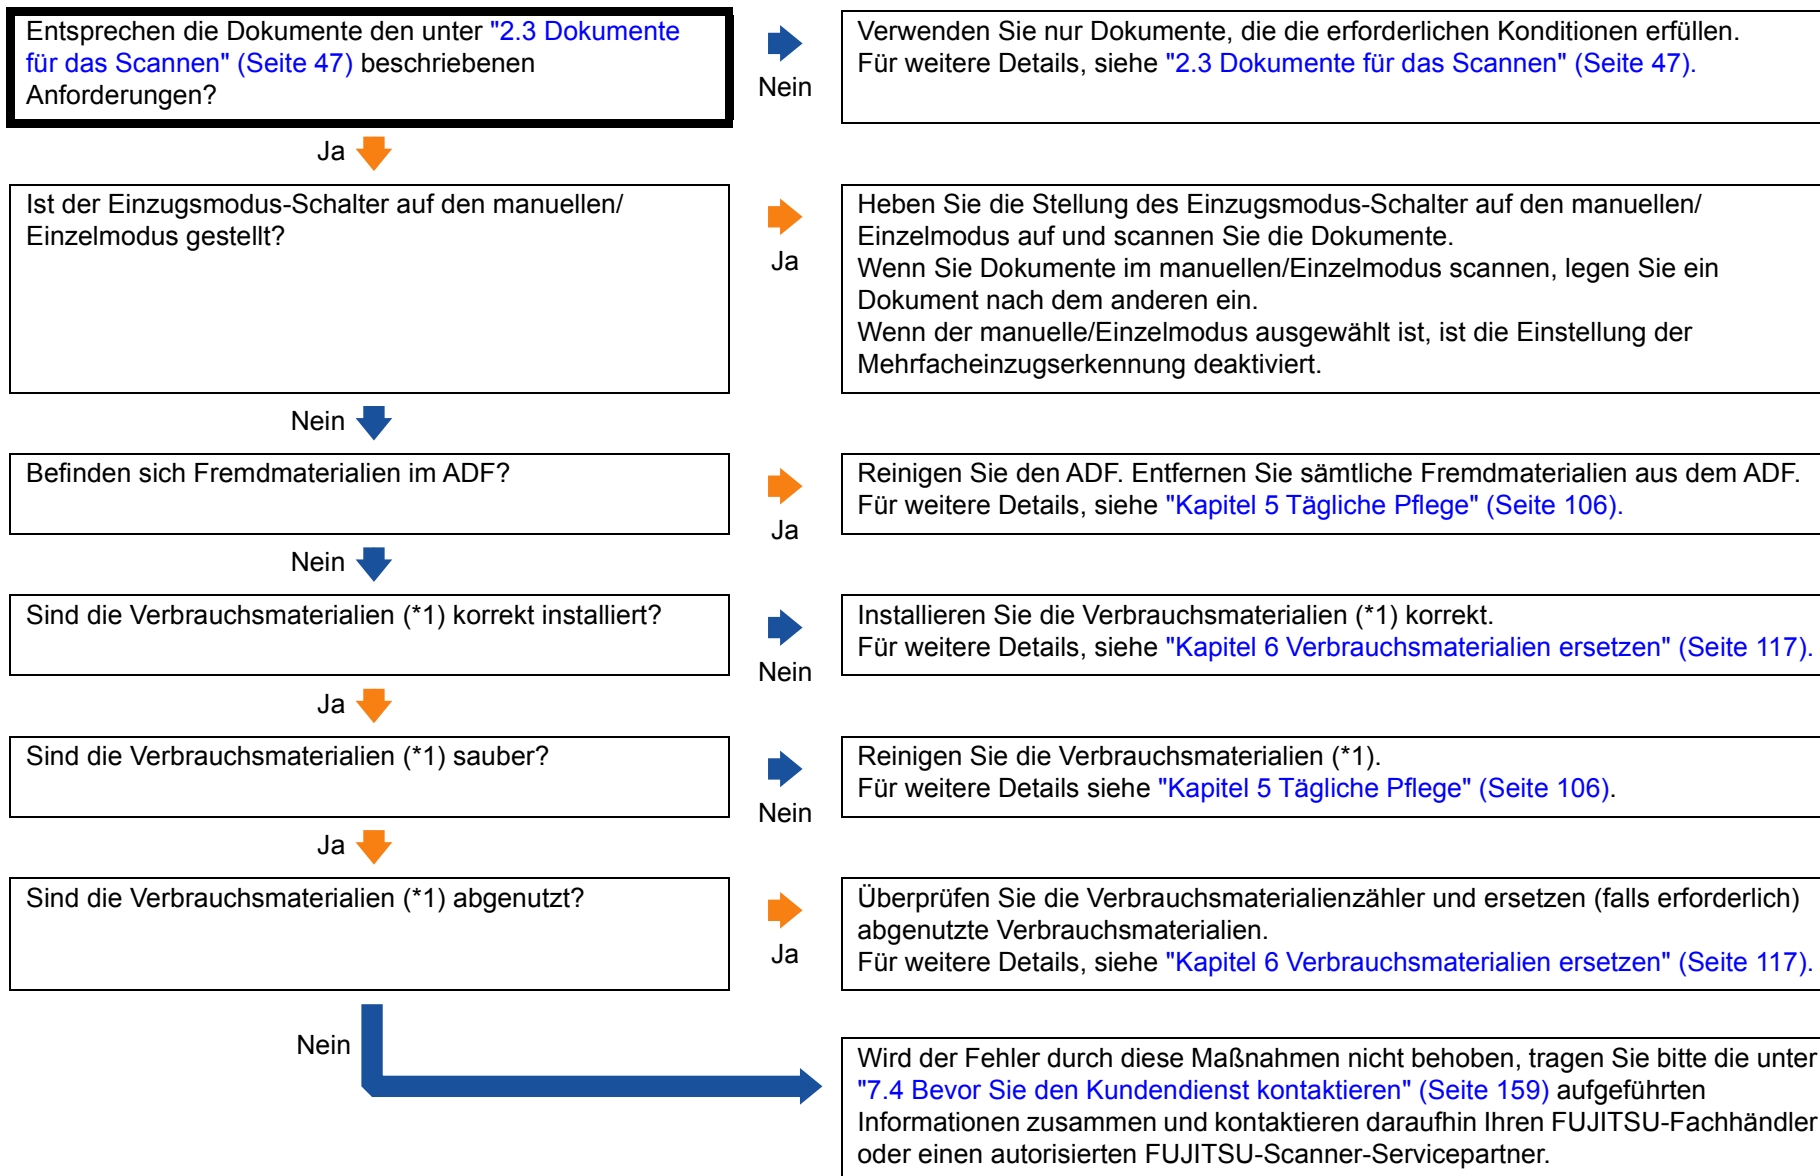 Entsprechen die Dokumente den unter "2.3 Dokumente
für das Scannen" (Seite 47) beschriebenen
Anforderungen?
Nein
Verwenden Sie nur Dokumente, die die erforderlichen Konditionen erfüllen.
Für weitere Details, siehe "2.3 Dokumente für das Scannen" (Seite 47).
Ja
Ist der Einzugsmodus-Schalter auf den manuellen/
Einzelmodus gestellt?
Ja
Heben Sie die Stellung des Einzugsmodus-Schalter auf den manuellen/
Einzelmodus auf und scannen Sie die Dokumente.
Wenn Sie Dokumente im manuellen/Einzelmodus scannen, legen Sie ein
Dokument nach dem anderen ein.
Wenn der manuelle/Einzelmodus ausgewählt ist, ist die Einstellung der
Mehrfacheinzugserkennung deaktiviert.
Nein
Befinden sich Fremdmaterialien im ADF?
Ja
Reinigen Sie den ADF. Entfernen Sie sämtliche Fremdmaterialien aus dem ADF.
Für weitere Details, siehe "Kapitel 5 Tägliche Pflege" (Seite 106).
Nein
Sind die Verbrauchsmaterialien (*1) korrekt installiert?
Nein
Installieren Sie die Verbrauchsmaterialien (*1) korrekt.
Für weitere Details, siehe "Kapitel 6 Verbrauchsmaterialien ersetzen" (Seite 117).
Ja
Sind die Verbrauchsmaterialien (*1) sauber?
Nein
Reinigen Sie die Verbrauchsmaterialien (*1).
Für weitere Details siehe "Kapitel 5 Tägliche Pflege" (Seite 106).
Ja
Sind die Verbrauchsmaterialien (*1) abgenutzt?
Ja
Überprüfen Sie die Verbrauchsmaterialienzähler und ersetzen (falls erforderlich)
abgenutzte Verbrauchsmaterialien.
Für weitere Details, siehe "Kapitel 6 Verbrauchsmaterialien ersetzen" (Seite 117).
Nein
Wird der Fehler durch diese Maßnahmen nicht behoben, tragen Sie bitte die unter
"7.4 Bevor Sie den Kundendienst kontaktieren" (Seite 159) aufgeführten
Informationen zusammen und kontaktieren daraufhin Ihren FUJITSU-Fachhändler
oder einen autorisierten FUJITSU-Scanner-Servicepartner.